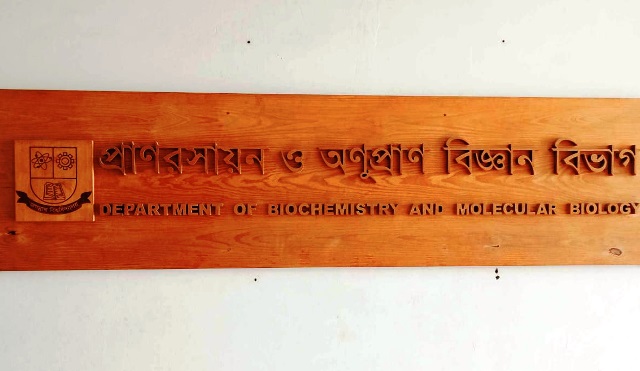 প্রাণরসায়ন ও অণুপ্রাণ বিজ্ঞান বিভাগ
DEPARTMENT OF BIOCHEMISTRY AND MOLECULAR BIOLOGY